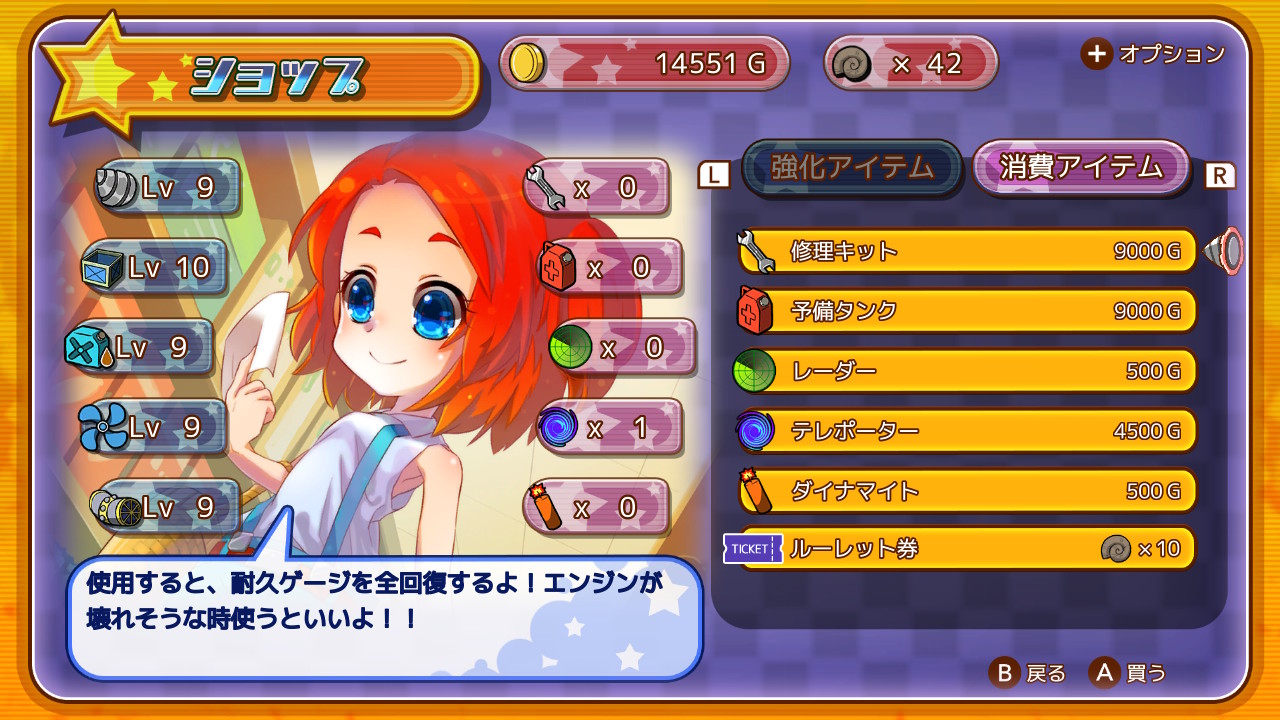 ショップ
14551 G
× 42
+ オプション
L
強化アイテム
消費アイテム
R
Lv 9
Lv 10
Lv 9
Lv 9
Lv 9
x 0
x 0
x 0
x 1
x 0
修理キット 9000 G
予備タンク 9000 G
レーダー 500 G
テレポーター 4500 G
ダイナマイト 500 G
TICKET ルーレット券 ×10
使用すると、耐久ゲージを全回復するよ！エンジンが
壊れそうな時使うといいよ！！
B 戻る A 買う